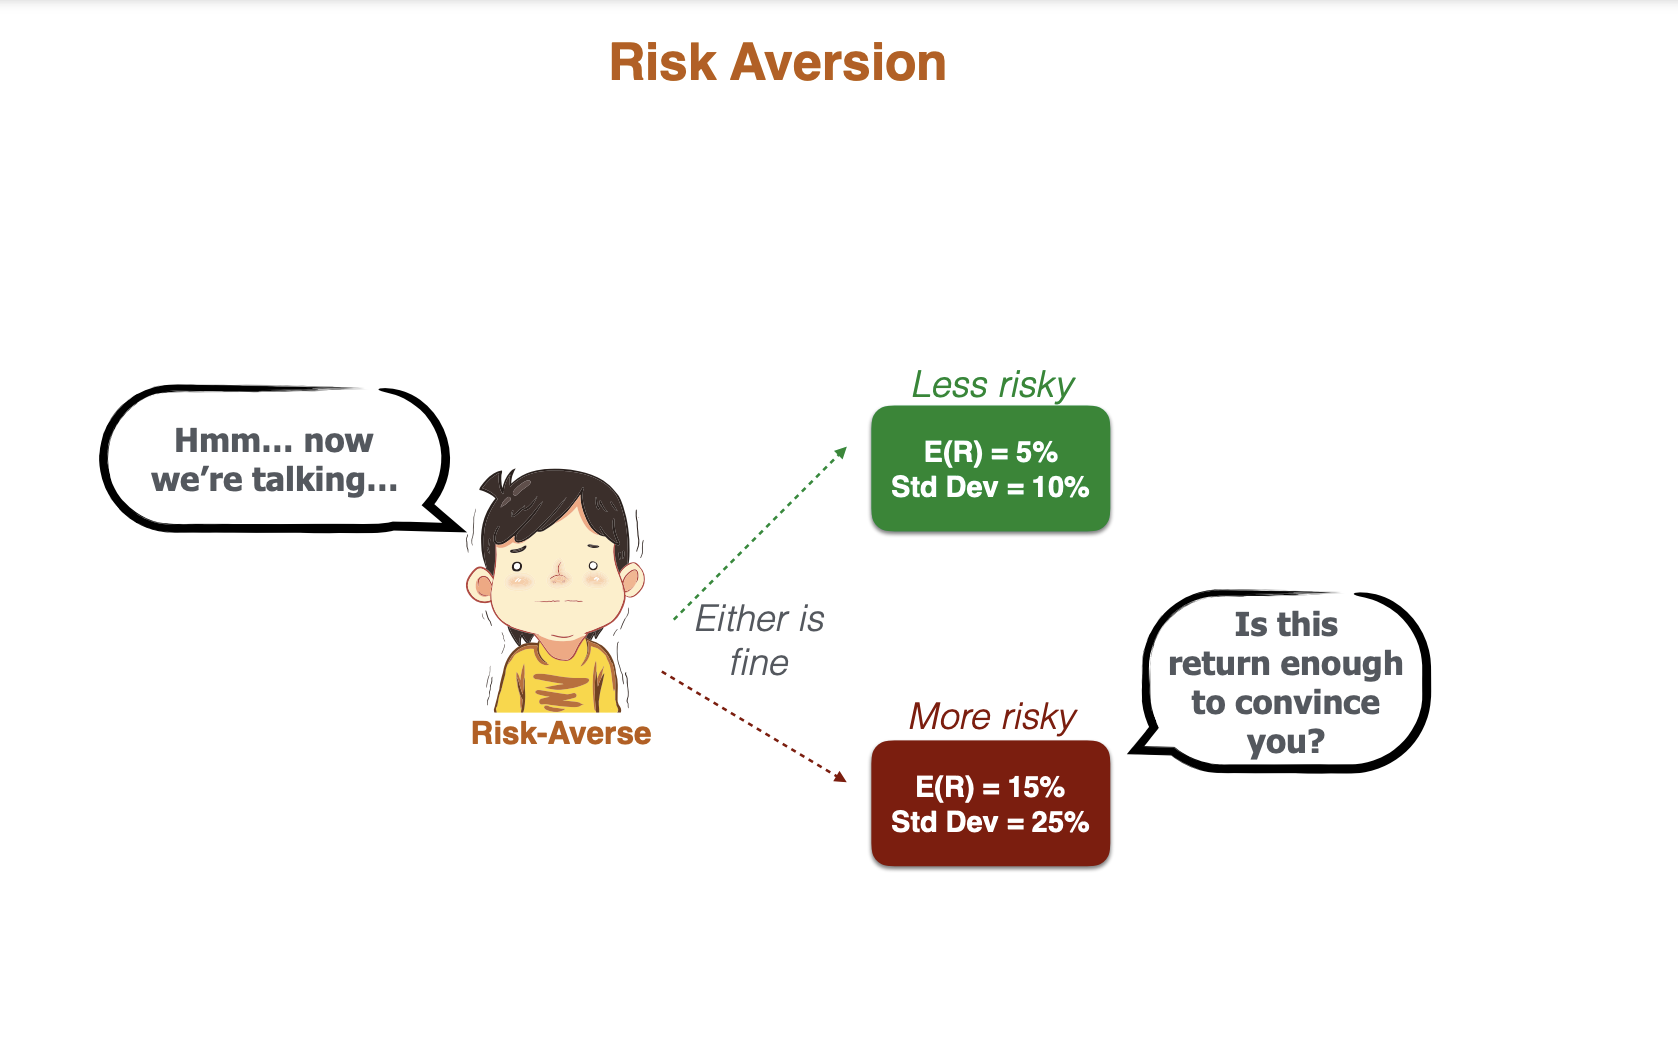 Risk Aversion
Hmm... now
we’re talking...
Risk-Averse
Either is
fine
Less risky
E(R) = 5%
Std Dev = 10%
More risky
E(R) = 15%
Std Dev = 25%
Is this
return enough
to convince
you?